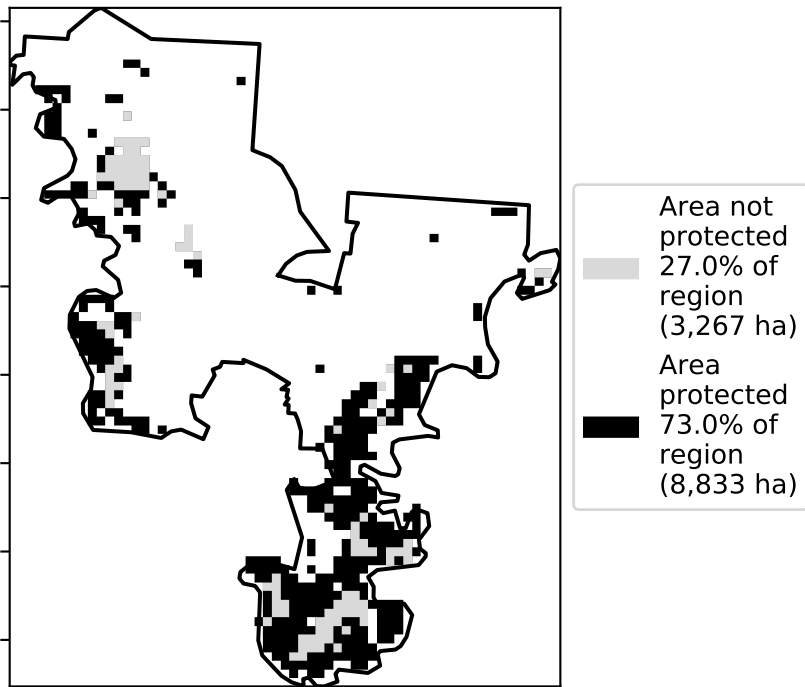 Area not
protected
27.0% of
region
(3,267 ha)
Area
protected
73.0% of
region
(8,833 ha)